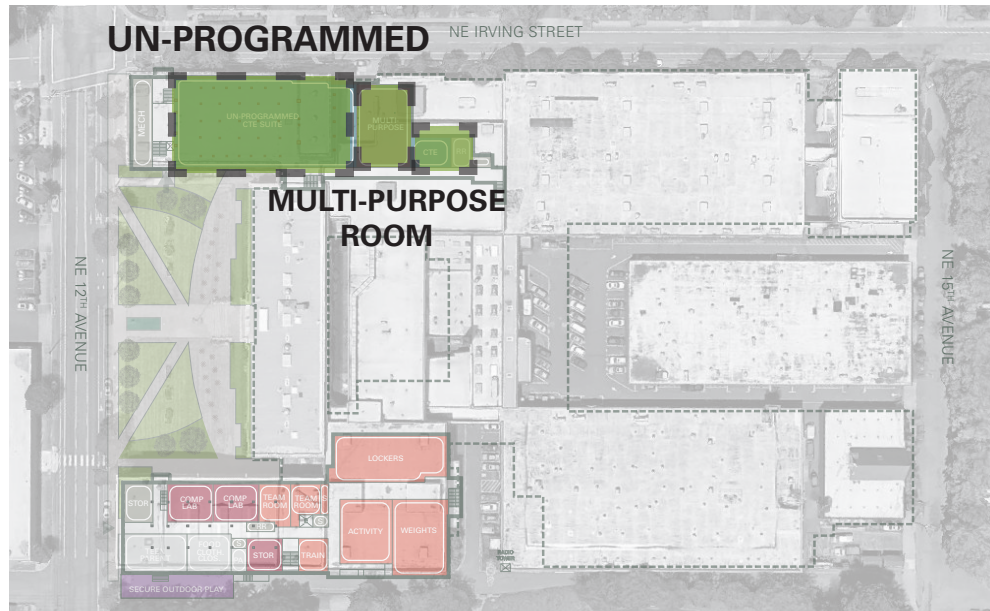 UN-PROGRAMMED
NE IRVING STREET
MECH
UN-PROGRAMMED
CTE SUITE
MULTI-
PURPOSE
CTE
MULTI-PURPOSE
ROOM
NE 12TH AVENUE
NE 15TH AVENUE
LOCKERS
STOR
COMP
LAB
COMP
LAB
TEAM
ROOM
TEAM
ROOM
ACTIVITY
WEIGHTS
STOR
TRAIN
RADIO
TOWER
SECURE OUTDOOR PLAY